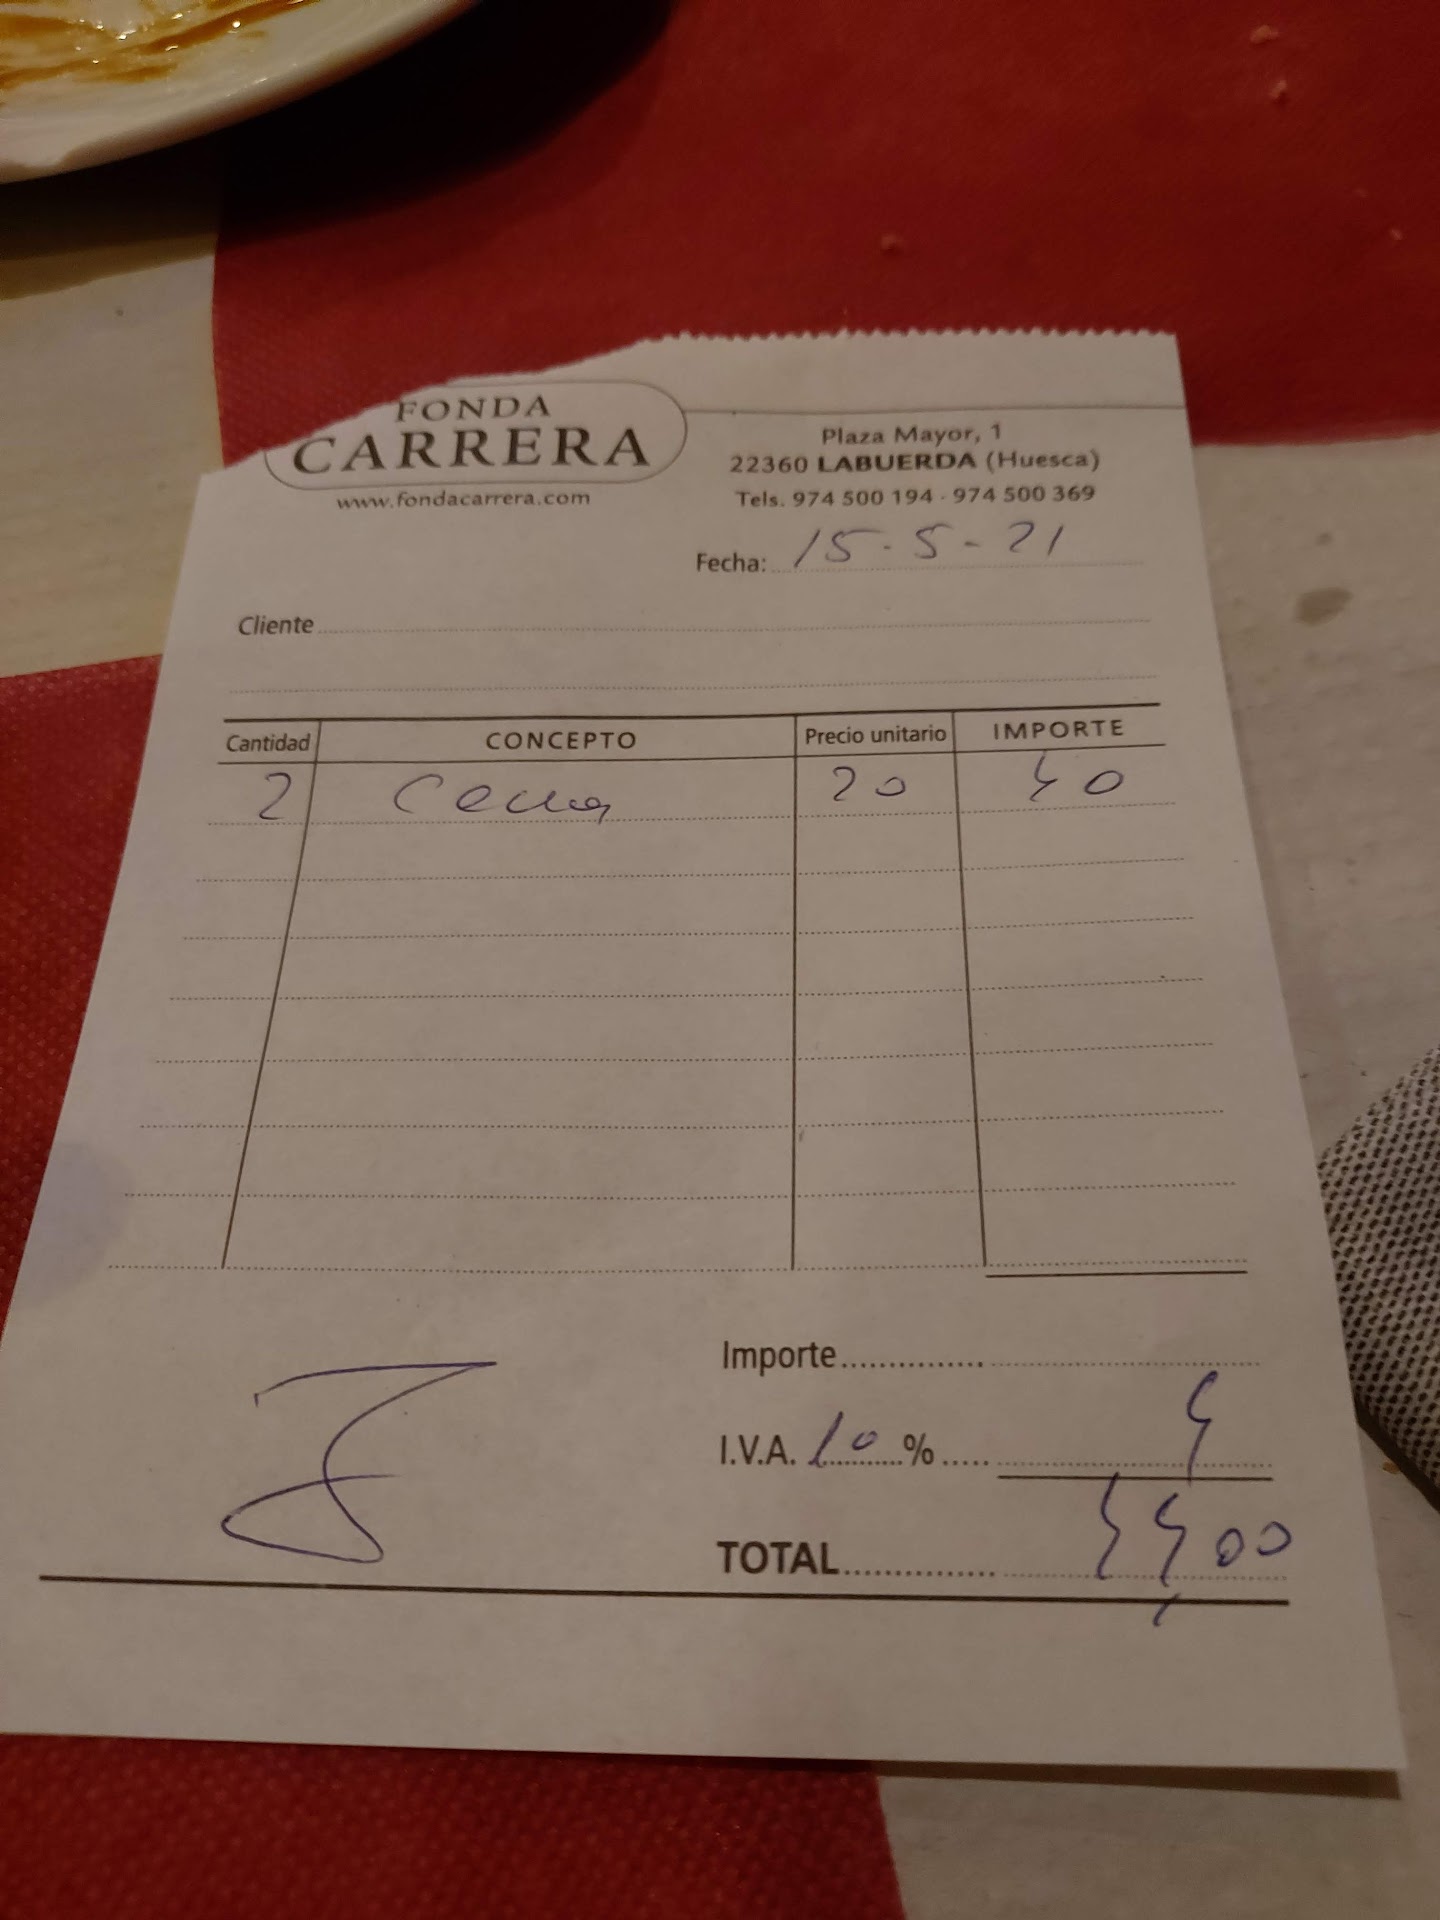 FONDA
CARRERA
www.fondacarrera.com
Plaza Mayor, 1
22360 LABUERDA (Huesca)
Tels. 974 500 194 - 974 500 369
Fecha: 15-5-21
Cliente
Cantidad CONCEPTO Precio unitario IMPORTE
2 Cena 20 40
Importe
I.V.A. 10 % 4
TOTAL 44,00